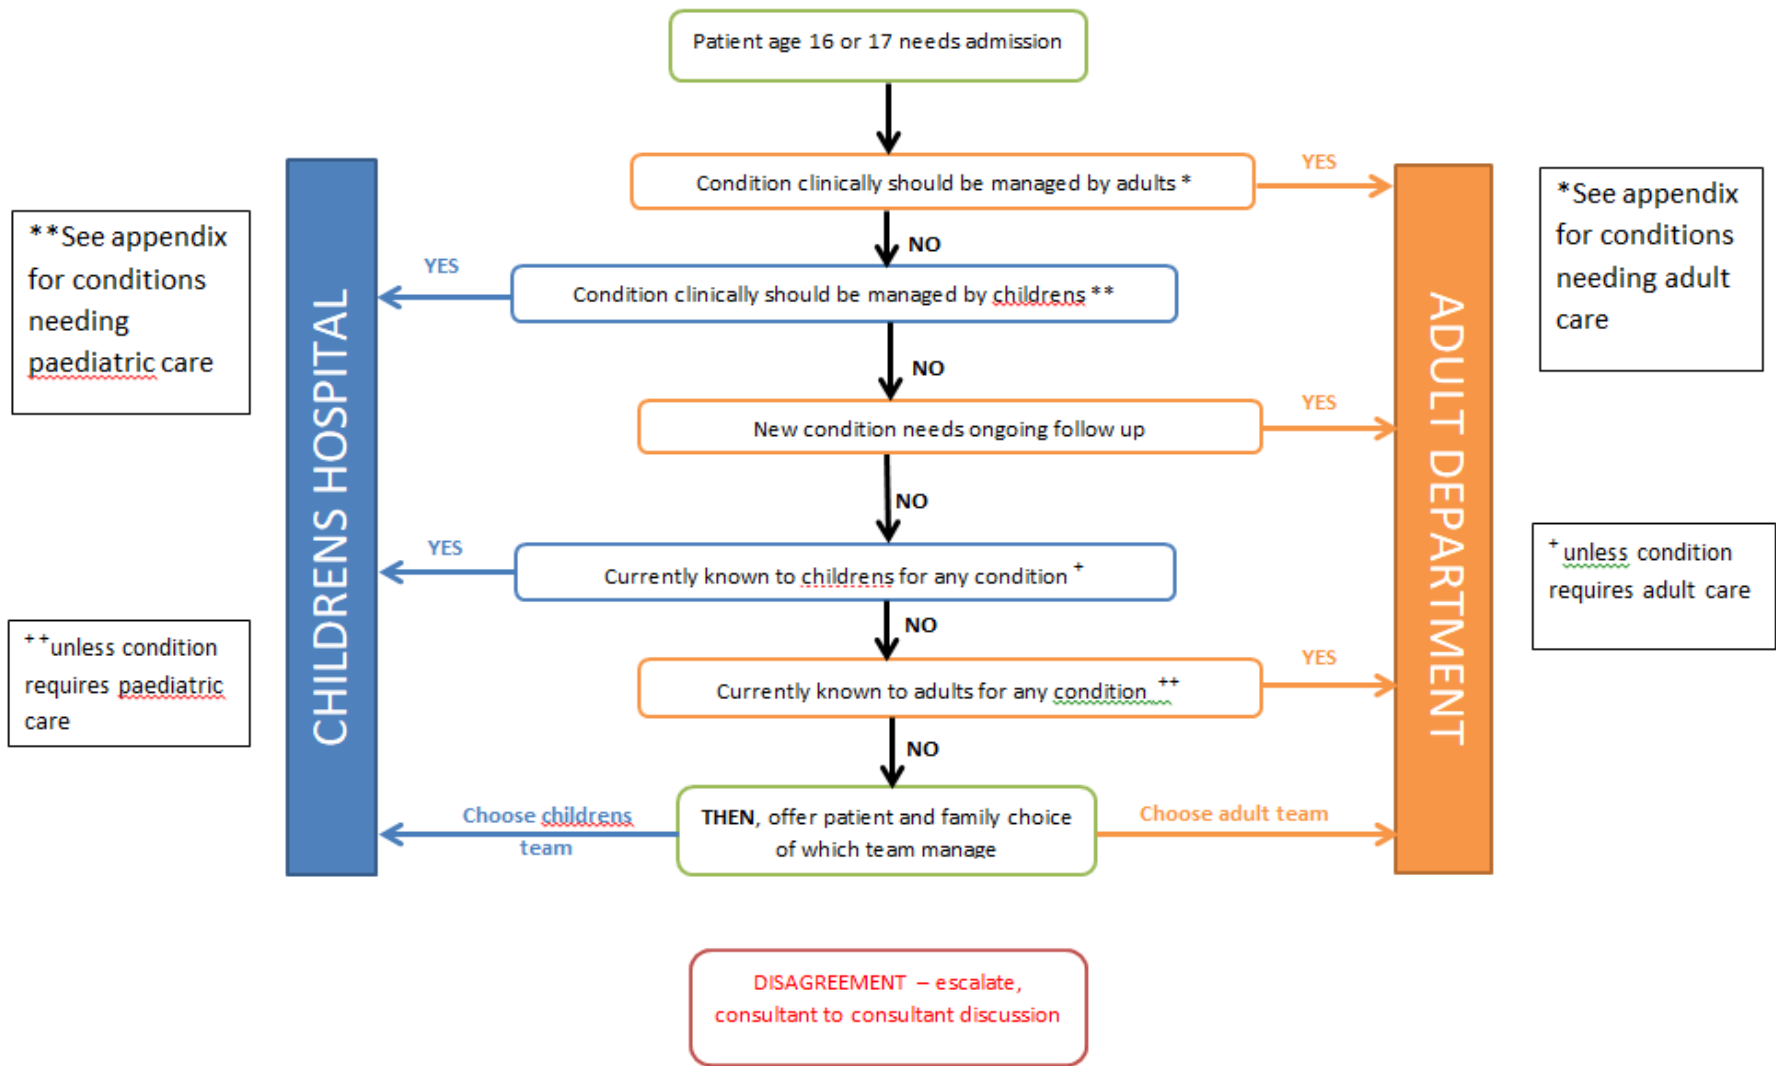 Patient age 16 or 17 needs admission
Condition clinically should be managed by adults *
YES
NO
Condition clinically should be managed by childrens **
YES
NO
New condition needs ongoing follow up
YES
NO
Currently known to childrens for any condition +
YES
NO
Currently known to adults for any condition ++
YES
NO
THEN, offer patient and family choice
of which team manage
Choose childrens
team
Choose adult team
DISAGREEMENT – escalate,
consultant to consultant discussion
CHILDRENS HOSPITAL
ADULT DEPARTMENT
**See appendix
for conditions
needing
paediatric care
++unless condition
requires paediatric
care
*See appendix
for conditions
needing adult
care
+unless condition
requires adult care